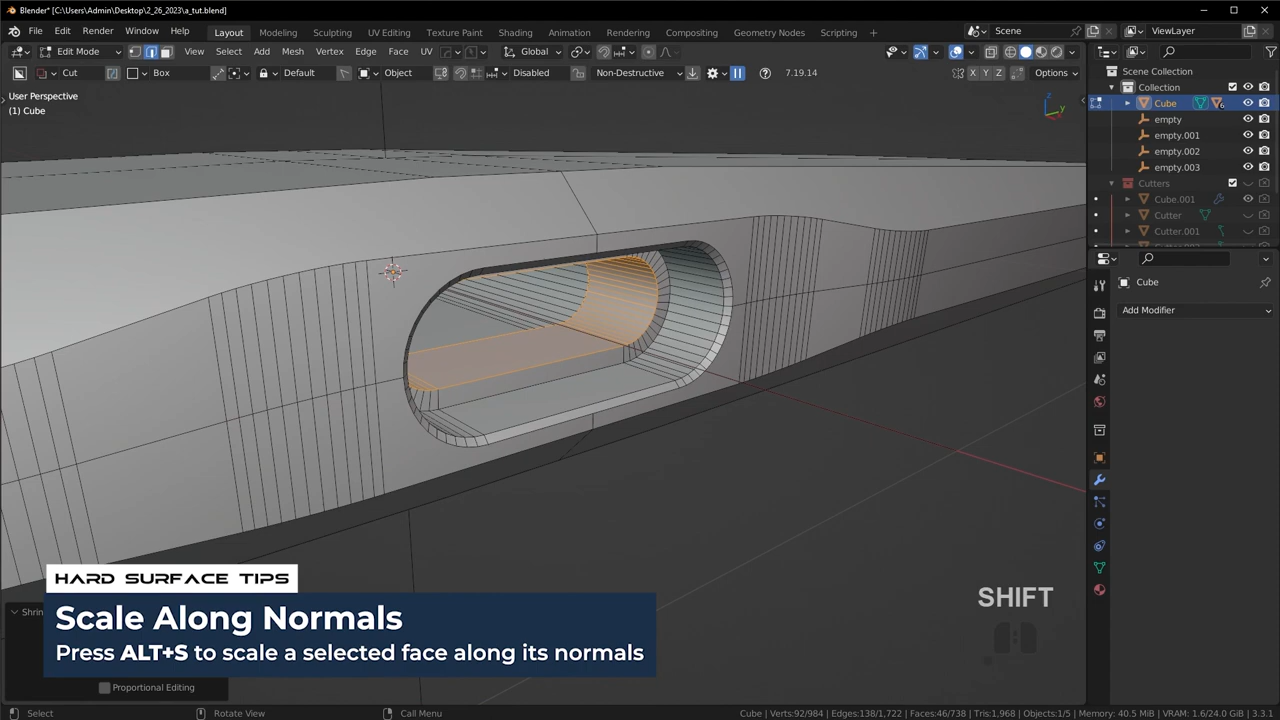 Blender* [C:\Users\Admin\Desktop\2_26_2023\a_tut.blend]
File Edit Render Window Help Layout Modeling Sculpting UV Editing Texture Paint Shading Animation Rendering Compositing Geometry Nodes Scripting Scene ViewLayer
Edit Mode View Select Add Mesh Vertex Edge Face UV Global
Cut Box Default Object Disabled Non-Destructive 7.19.14 X Y Z Options
User Perspective
(1) Cube
Scene Collection
Collection
Cube 6
empty
empty.001
empty.002
empty.003
Cutters
Cube.001
Cutter
Cutter.001
Cube
Add Modifier
SHIFT
HARD SURFACE TIPS
Scale Along Normals
Press ALT+S to scale a selected face along its normals
Shrin
Proportional Editing
Select Rotate View Call Menu Cube | Verts:92/984 | Edges:138/1,722 | Faces:46/738 | Tris:1,968 | Objects:1/5 | Memory: 40.5 MiB | VRAM: 1.6/24.0 GiB | 3.3.1